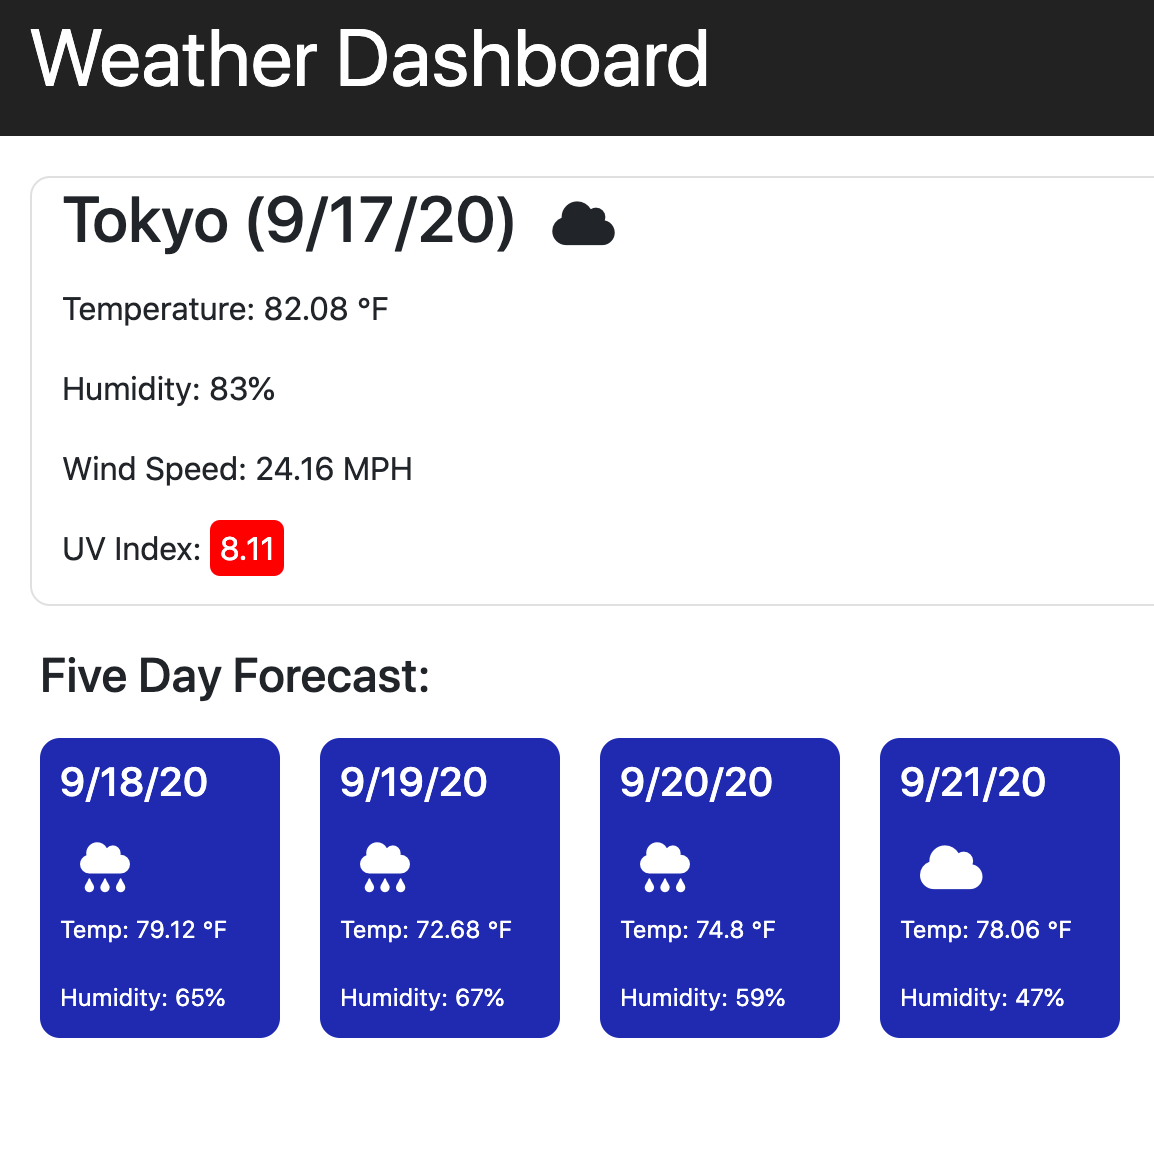 Weather Dashboard
Tokyo (9/17/20)
Temperature: 82.08 °F
Humidity: 83%
Wind Speed: 24.16 MPH
UV Index: 8.11
Five Day Forecast:
9/18/20
Temp: 79.12 °F
Humidity: 65%
9/19/20
Temp: 72.68 °F
Humidity: 67%
9/20/20
Temp: 74.8 °F
Humidity: 59%
9/21/20
Temp: 78.06 °F
Humidity: 47%